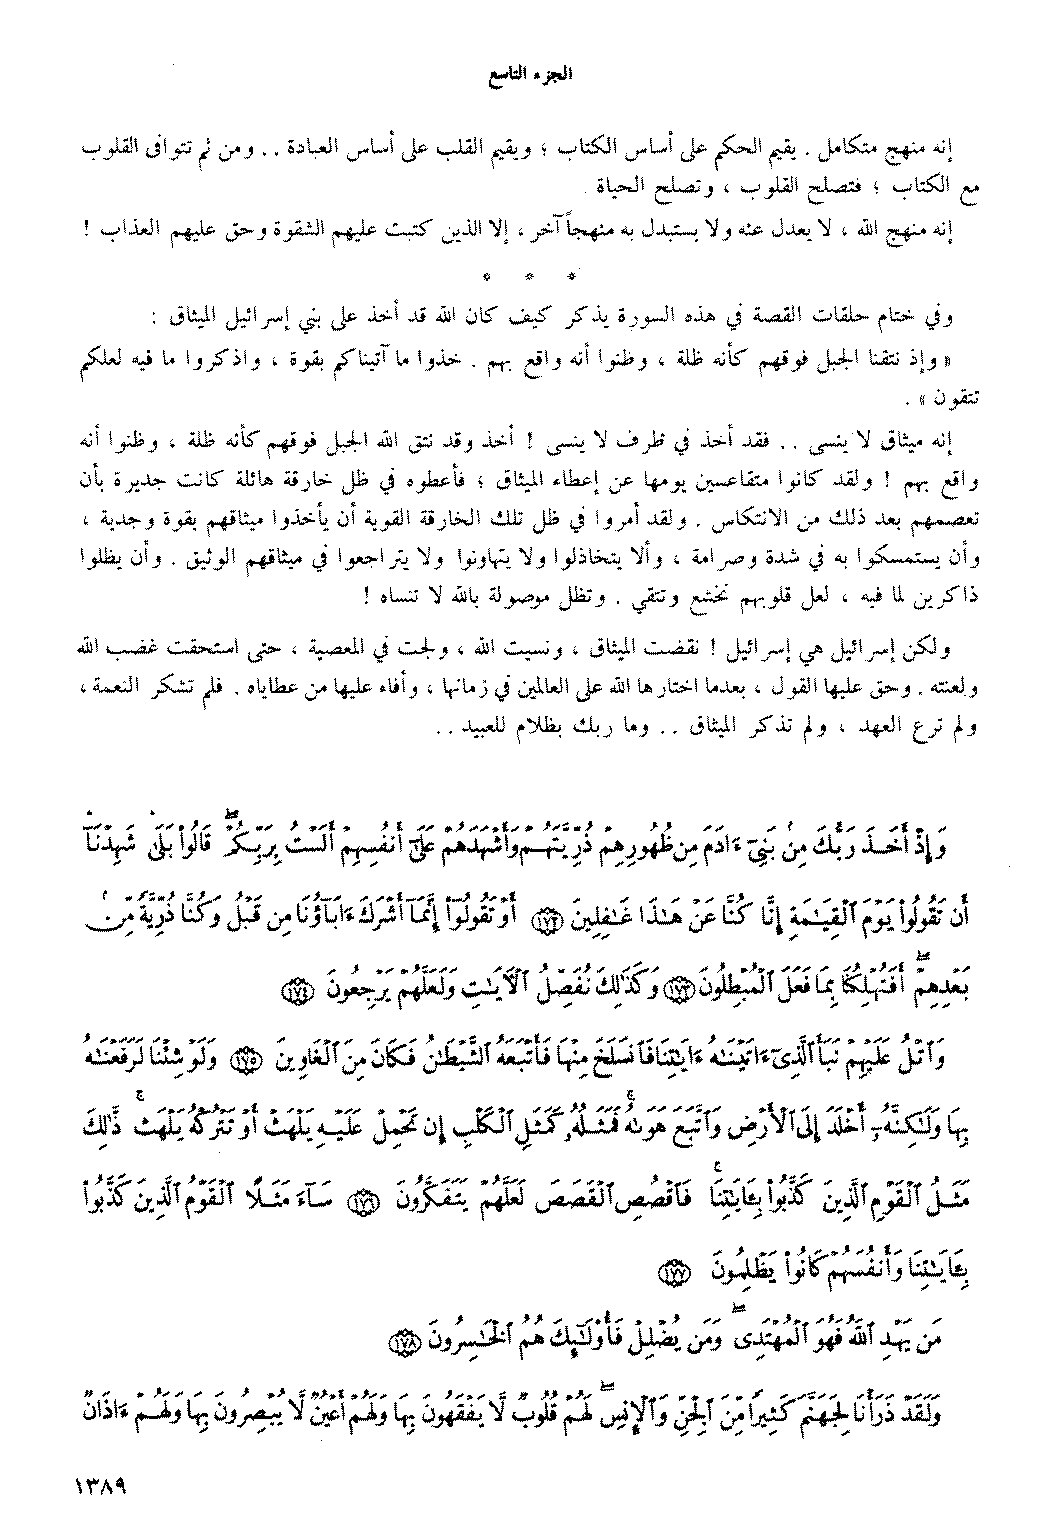 الجزء التاسع
إنه منهج متكامل . يقيم الحكم على أساس الكتاب ؛ ويقيم القلب على أساس العبادة . . ومن ثم تتوافى القلوب
مع الكتاب ؛ فتصلح القلوب ، وتصلح الحياة .
إنه منهج الله ، لا يعدل عنه ولا يستبدل به منهجاً آخر ، إلا الذين كتبت عليهم الشقوة وحق عليهم العذاب !
* * *
وفي ختام حلقات القصة في هذه السورة يذكر كيف كان الله قد أخذ على بني إسرائيل الميثاق :
« وإذ نتقنا الجبل فوقهم كأنه ظلة ، وظنوا أنه واقع بهم . خذوا ما آتيناكم بقوة ، واذكروا ما فيه لعلكم
تتقون » .
إنه ميثاق لا ينسى . . فقد أخذ في ظرف لا ينسى ! أخذ وقد نتق الله الجبل فوقهم كأنه ظلة ، وظنوا أنه
واقع بهم ! ولقد كانوا متقاعسين يومها عن إعطاء الميثاق ؛ فأعطوه في ظل خارقة هائلة كانت جديرة بأن
تعصمهم بعد ذلك من الانتكاس . ولقد أمروا في ظل تلك الخارقة القوية أن يأخذوا ميثاقهم بقوة وجدية ،
وأن يستمسكوا به في شدة وصرامة ، وألا يتخاذلوا ولا يتهاونوا ولا يتراجعوا في ميثاقهم الوثيق . وأن يظلوا
ذاكرين لما فيه ، لعل قلوبهم تخشع وتتقي . وتظل موصولة بالله لا تنساه !
ولكن إسرائيل هي إسرائيل ! نقضت الميثاق ، ونسيت الله ، ولجت في المعصية ، حتى استحقت غضب الله
ولعنته . وحق عليها القول ، بعدما اختارها الله على العالمين في زمانها ، وأفاء عليها من عطاياه . فلم تشكر النعمة ،
ولم ترع العهد ، ولم تذكر الميثاق . . وما ربك بظلام للعبيد . .
وَإِذْ أَخَذَ رَبُّكَ مِنۢ بَنِىٓ ءَادَمَ مِن ظُهُورِهِمْ ذُرِّيَّتَهُمْ وَأَشْهَدَهُمْ عَلَىٰٓ أَنفُسِهِمْ أَلَسْتُ بِرَبِّكُمْ ۖ قَالُوا۟ بَلَىٰ شَهِدْنَآ
أَن تَقُولُوا۟ يَوْمَ ٱلْقِيَـٰمَةِ إِنَّا كُنَّا عَنْ هَـٰذَا غَـٰفِلِينَ ١٧٢ أَوْ تَقُولُوٓا۟ إِنَّمَآ أَشْرَكَ ءَابَآؤُنَا مِن قَبْلُ وَكُنَّا ذُرِّيَّةً مِّنۢ
بَعْدِهِمْ ۖ أَفَتُهْلِكُنَا بِمَا فَعَلَ ٱلْمُبْطِلُونَ ١٧٣ وَكَذَٰلِكَ نُفَصِّلُ ٱلْـَٔايَـٰتِ وَلَعَلَّهُمْ يَرْجِعُونَ ١٧٤
وَٱتْلُ عَلَيْهِمْ نَبَأَ ٱلَّذِىٓ ءَاتَيْنَـٰهُ ءَايَـٰتِنَا فَٱنسَلَخَ مِنْهَا فَأَتْبَعَهُ ٱلشَّيْطَـٰنُ فَكَانَ مِنَ ٱلْغَاوِينَ ١٧٥ وَلَوْ شِئْنَا لَرَفَعْنَـٰهُ
بِهَا وَلَـٰكِنَّهُۥٓ أَخْلَدَ إِلَى ٱلْأَرْضِ وَٱتَّبَعَ هَوَىٰهُ ۚ فَمَثَلُهُۥ كَمَثَلِ ٱلْكَلْبِ إِن تَحْمِلْ عَلَيْهِ يَلْهَثْ أَوْ تَتْرُكْهُ يَلْهَث ۚ ذَّٰلِكَ
مَثَلُ ٱلْقَوْمِ ٱلَّذِينَ كَذَّبُوا۟ بِـَٔايَـٰتِنَا ۚ فَٱقْصُصِ ٱلْقَصَصَ لَعَلَّهُمْ يَتَفَكَّرُونَ ١٧٦ سَآءَ مَثَلًا ٱلْقَوْمُ ٱلَّذِينَ كَذَّبُوا۟
بِـَٔايَـٰتِنَا وَأَنفُسَهُمْ كَانُوا۟ يَظْلِمُونَ ١٧٧
مَن يَهْدِ ٱللَّهُ فَهُوَ ٱلْمُهْتَدِى ۖ وَمَن يُضْلِلْ فَأُو۟لَـٰٓئِكَ هُمُ ٱلْخَـٰسِرُونَ ١٧٨
وَلَقَدْ ذَرَأْنَا لِجَهَنَّمَ كَثِيرًا مِّنَ ٱلْجِنِّ وَٱلْإِنسِ ۖ لَهُمْ قُلُوبٌ لَّا يَفْقَهُونَ بِهَا وَلَهُمْ أَعْيُنٌ لَّا يُبْصِرُونَ بِهَا وَلَهُمْ ءَاذَانٌ
١٣٨٩